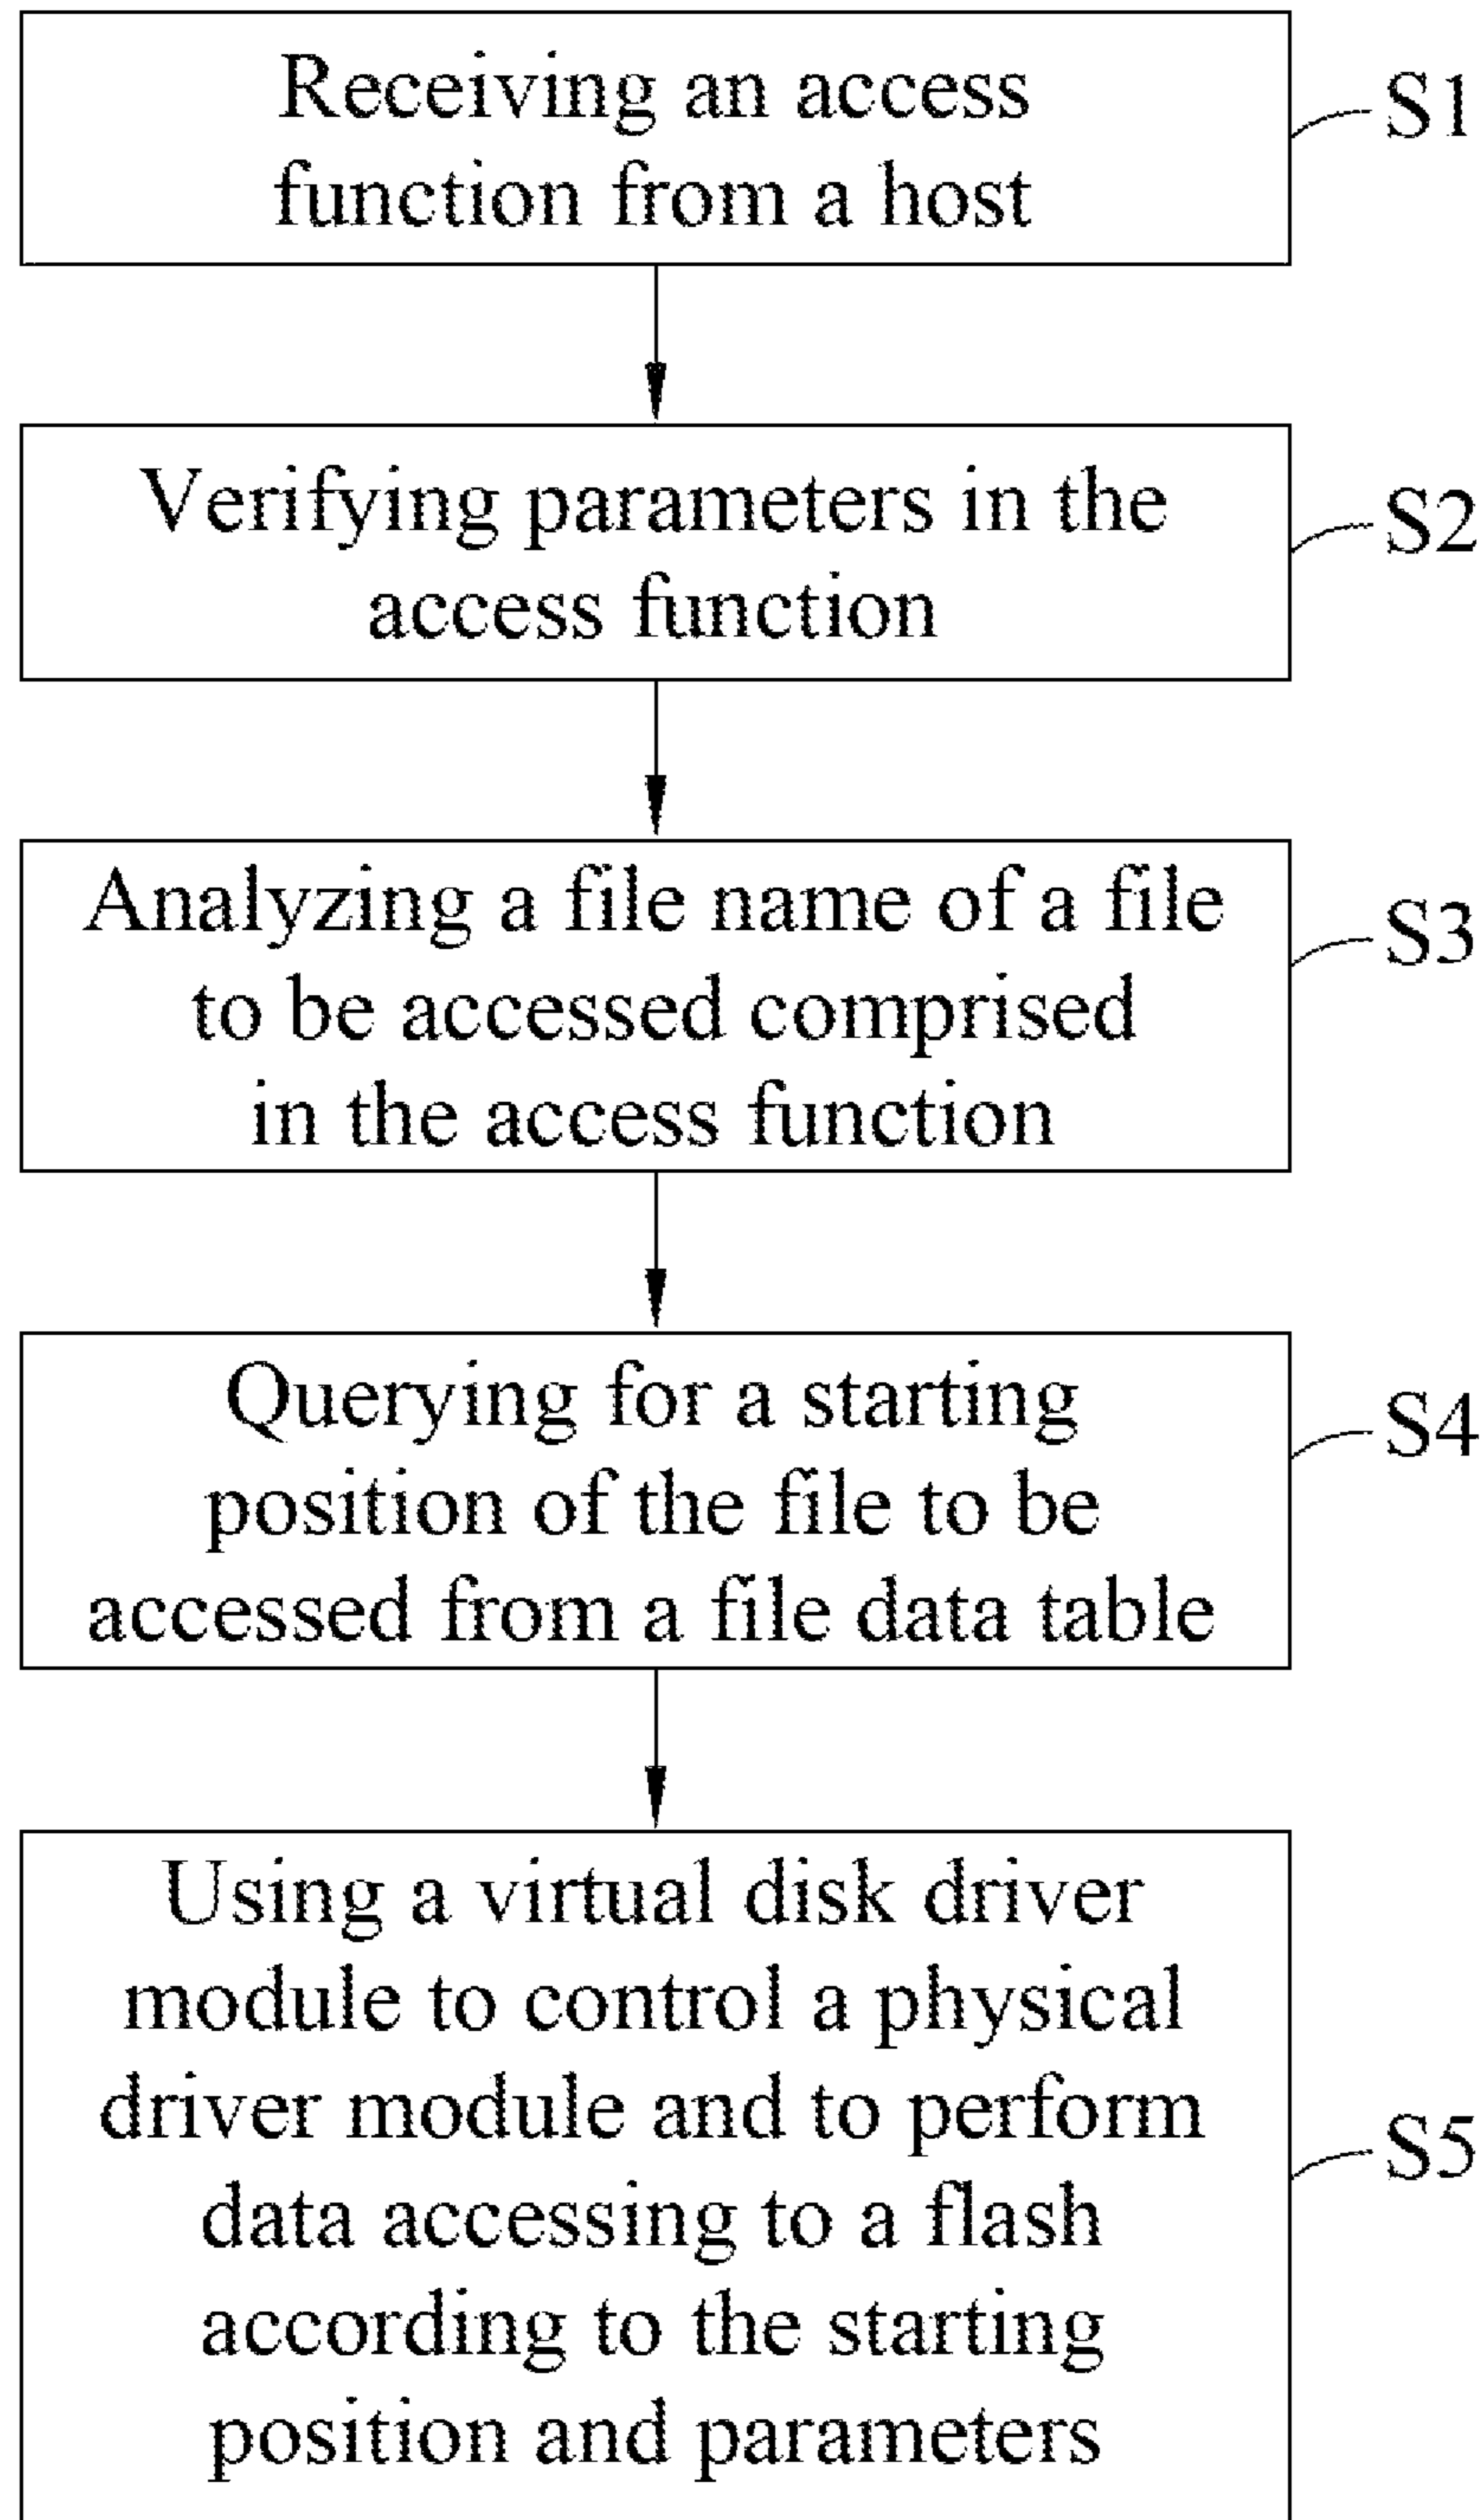 Receiving an access
function from a host
S1
Verifying parameters in the
access function
S2
Analyzing a file name of a file
to be accessed comprised
in the access function
S3
Querying for a starting
position of the file to be
accessed from a file data table
S4
Using a virtual disk driver
module to control a physical
driver module and to perform
data accessing to a flash
according to the starting
position and parameters
S5